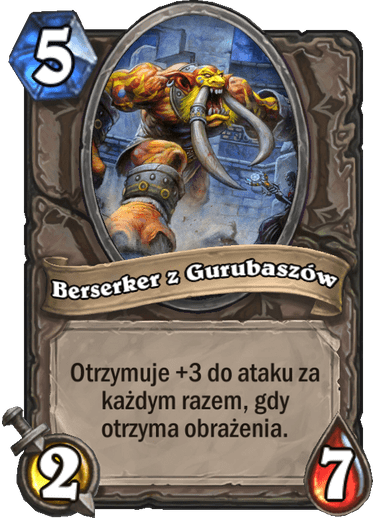 5
Berserker z Gurubaszów
Otrzymuje +3 do ataku za
każdym razem, gdy
otrzyma obrażenia.
2
7